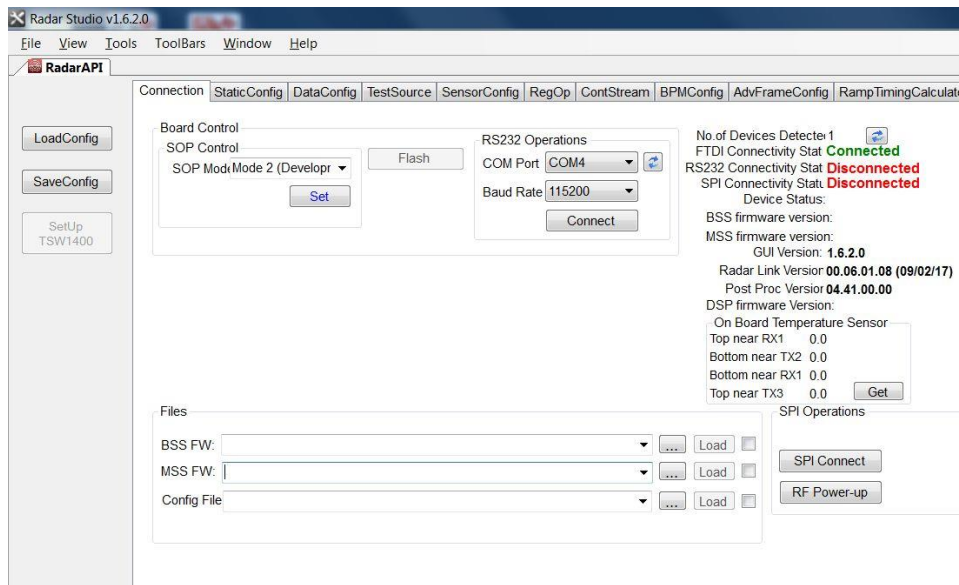 Radar Studio v1.6.2.0
File View Tools ToolBars Window Help
RadarAPI
Connection StaticConfig DataConfig TestSource SensorConfig RegOp ContStream BPMConfig AdvFrameConfig RampTimingCalculat
LoadConfig
SaveConfig
SetUp
TSW1400
Board Control
SOP Control
SOP Mod Mode 2 (Developr
Set
Flash
RS232 Operations
COM Port COM4
Baud Rate 115200
Connect
No.of Devices Detecte 1
FTDI Connectivity Stat Connected
RS232 Connectivity Stat Disconnected
SPI Connectivity Statu Disconnected
Device Status:
BSS firmware version:
MSS firmware version:
GUI Version: 1.6.2.0
Radar Link Version 00.06.01.08 (09/02/17)
Post Proc Version 04.41.00.00
DSP firmware Version:
On Board Temperature Sensor
Top near RX1 0.0
Bottom near TX2 0.0
Bottom near RX1 0.0
Top near TX3 0.0 Get
Files
BSS FW: ... Load
MSS FW: ... Load
Config File ... Load
SPI Operations
SPI Connect
RF Power-up